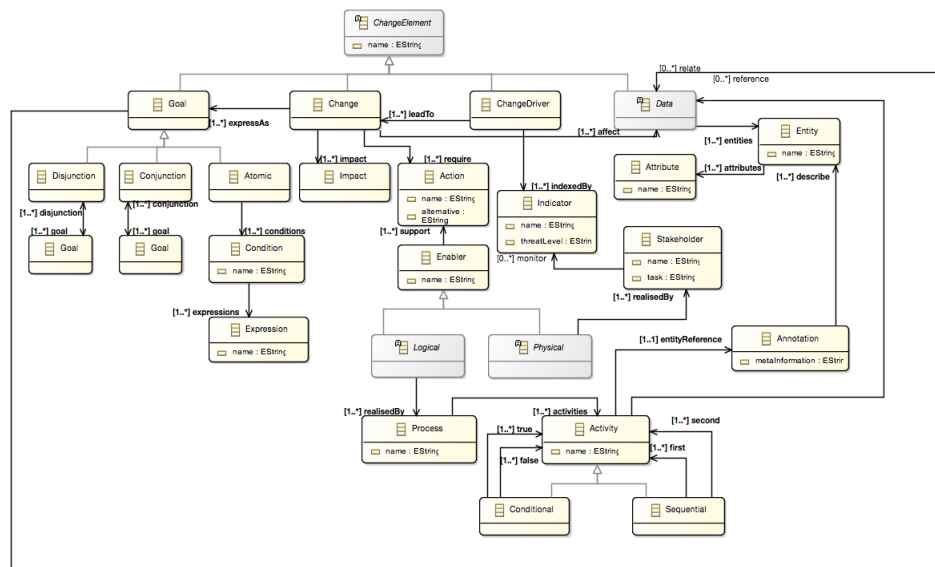 ChangeElement
name : EString
[0..*] relate
[0..*] reference
Goal
Change
ChangeDriver
Data
[1..*] expressAs
[1..*] leadTo
[1..*] affect
Entity
name : EString
[1..*] entities
Attribute
name : EString
[1..*] attributes
[1..*] describe
Disjunction
Conjunction
Atomic
[1..*] impact
Impact
[1..*] require
Action
name : EString
alternative :
EString
[1..*] indexedBy
Indicator
name : EString
threatLevel : EStrin
[1..*] disjunction
[1..*] conjunction
[1..*] goal
Goal
[1..*] goal
Goal
[1..*] conditions
Condition
name : EString
[1..*] support
Enabler
name : EString
[0..*] monitor
Stakeholder
name : EString
task : EString
[1..*] realisedBy
[1..*] expressions
Expression
name : EString
Logical
Physical
[1..1] entityReference
Annotation
metaInformation : EStrir
[1..*] realisedBy
Process
name : EString
[1..*] activities
Activity
name : EString
[1..*] true
[1..*] false
[1..*] second
[1..*] first
Conditional
Sequential